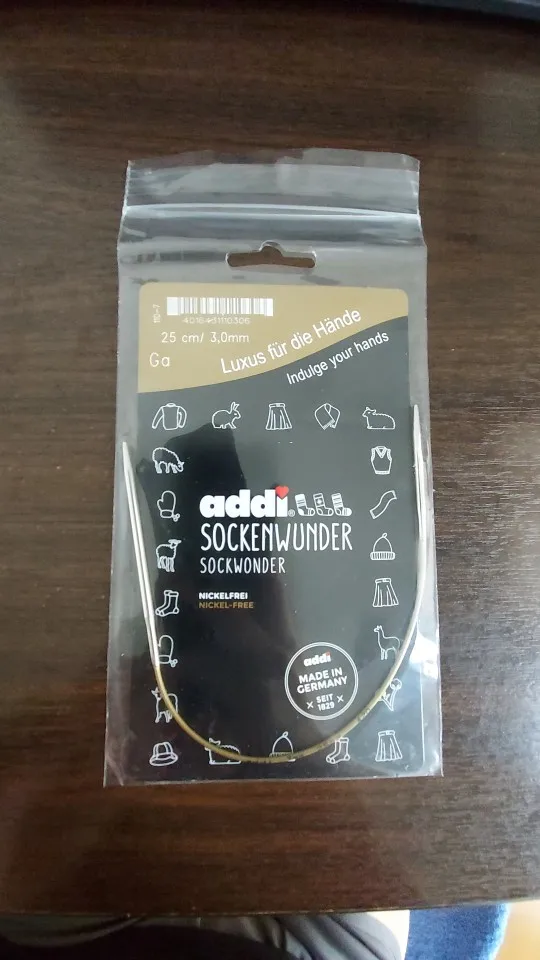 25 cm/ 3,0mm
Ga
Luxus für die Hände
Indulge your hands
addi®
SOCKENWUNDER
SOCKWONDER
NICKELFREI
NICKEL-FREE
addi
MADE IN
GERMANY
X SEIT X
1829